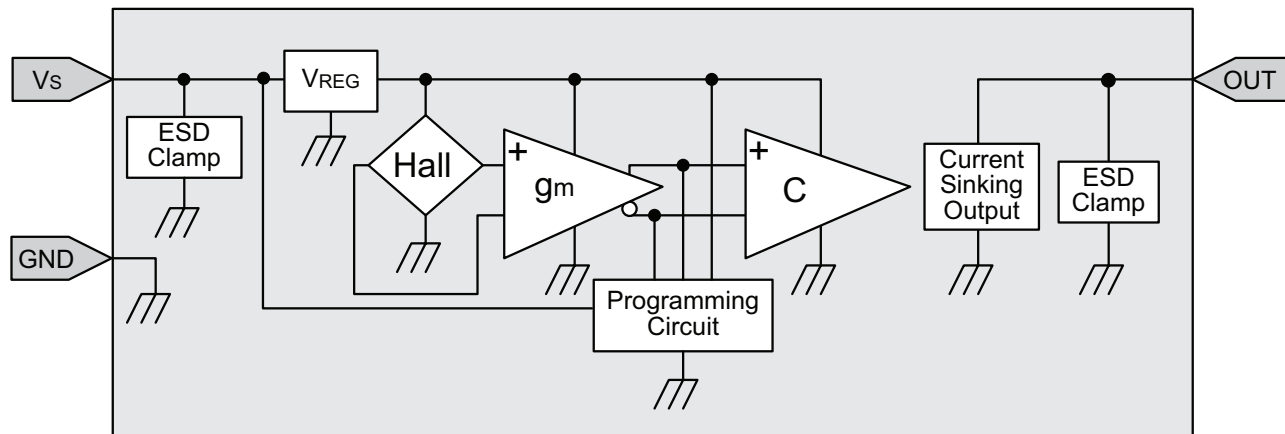 VS
VREG
OUT
ESD
Clamp
Hall
+
gm
+
C
Current
Sinking
Output
ESD
Clamp
GND
Programming
Circuit